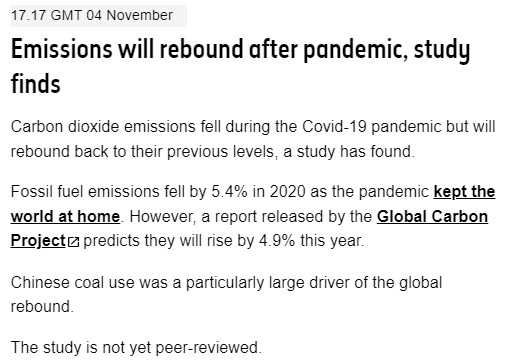 17.17 GMT 04 November
Emissions will rebound after pandemic, study
finds
Carbon dioxide emissions fell during the Covid-19 pandemic but will
rebound back to their previous levels, a study has found.
Fossil fuel emissions fell by 5.4% in 2020 as the pandemic kept the
world at home. However, a report released by the Global Carbon
Project predicts they will rise by 4.9% this year.
Chinese coal use was a particularly large driver of the global
rebound.
The study is not yet peer-reviewed.